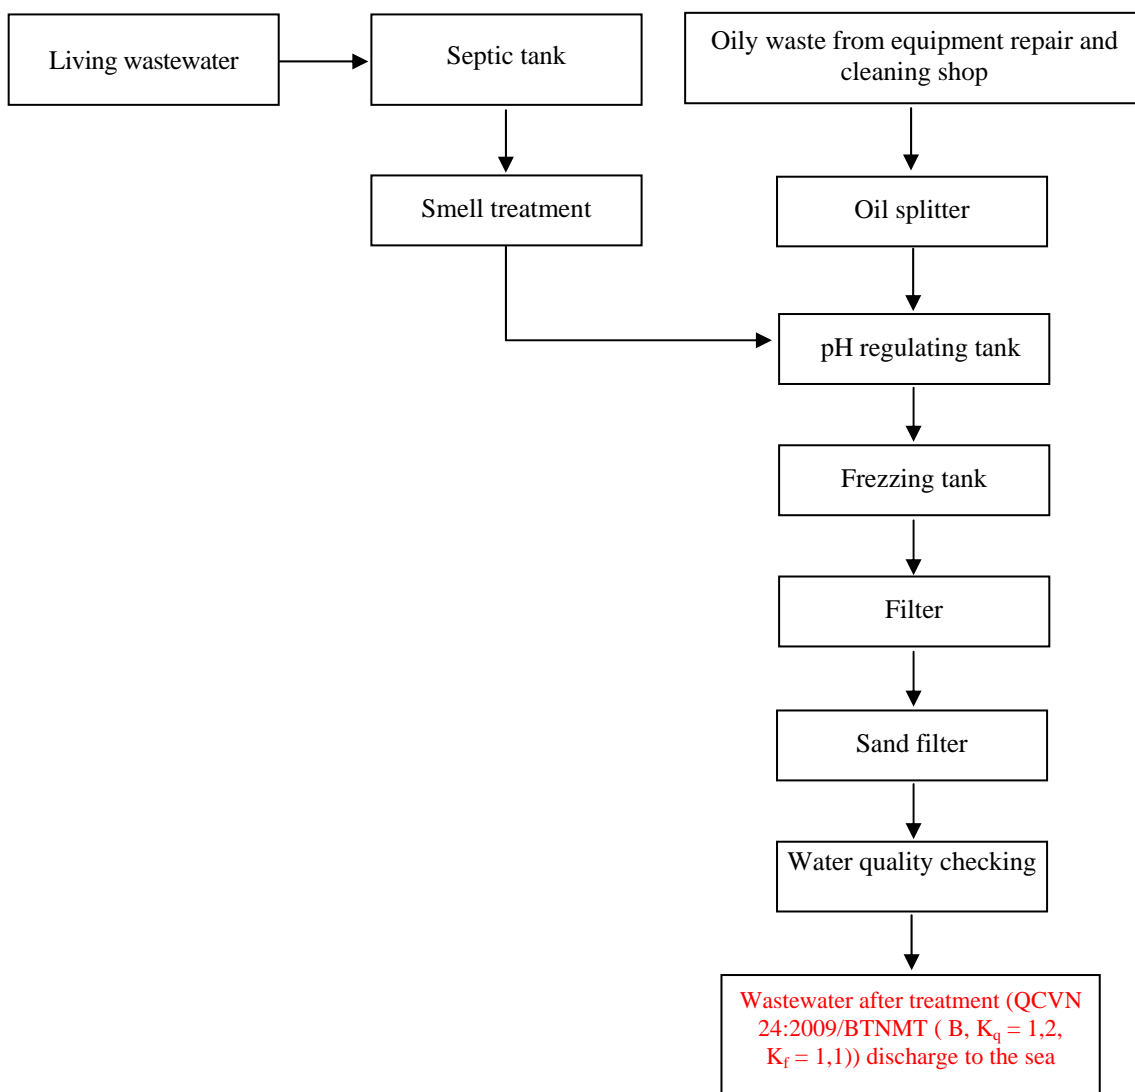 Living wastewater
Septic tank
Oily waste from equipment repair and
cleaning shop
Smell treatment
Oil splitter
pH regulating tank
Frezzing tank
Filter
Sand filter
Water quality checking
Wastewater after treatment (QCVN
24:2009/BTNMT ( B, Kq = 1,2,
Kf = 1,1)) discharge to the sea